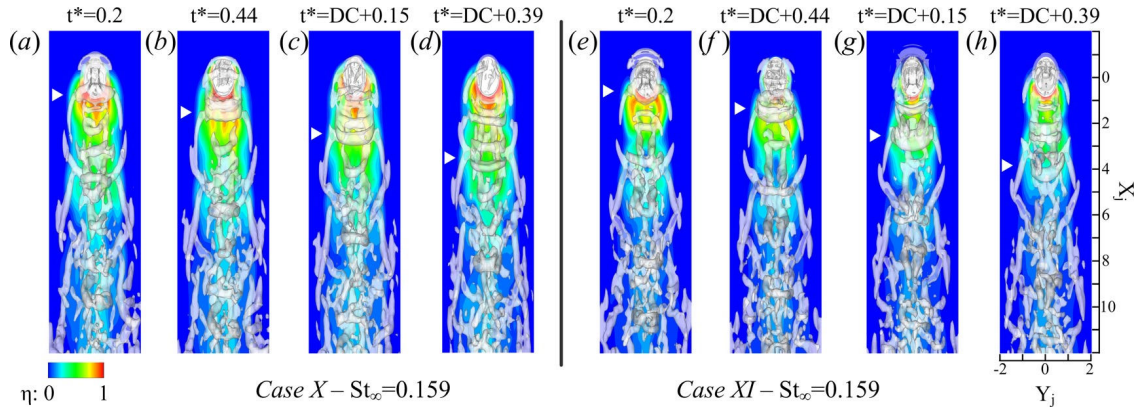 t*=0.2 t*=0.44 t*=DC+0.15 t*=DC+0.39 t*=0.2 t*=DC+0.44 t*=DC+0.15 t*=DC+0.39
(a) (b) (c) (d) (e) (f) (g) (h)
0
2
4
6
8
10
X_j
η: 0 1
Case X – St∞=0.159
Case XI – St∞=0.159
-2 0 2
Y_j